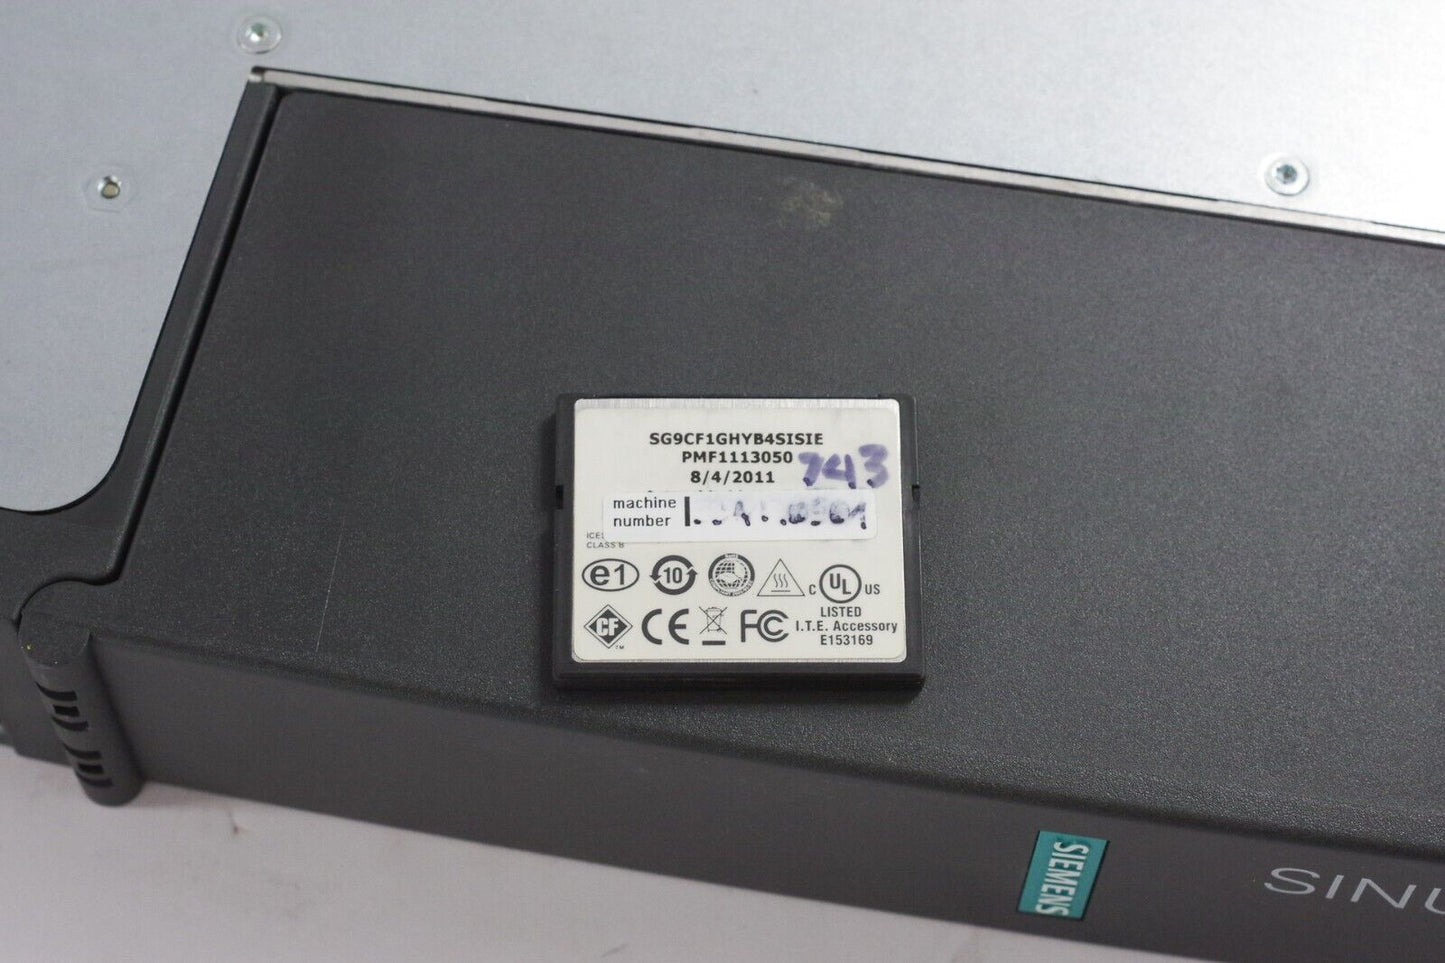 SG9CF1GHYB4SISIE
PMF1113050
743
8/4/2011
machine
number
CLASS B
e1
10
C UL US
LISTED
I.T.E. Accessory
E153169
CF™
CE
FC
SIEMENS
SINU